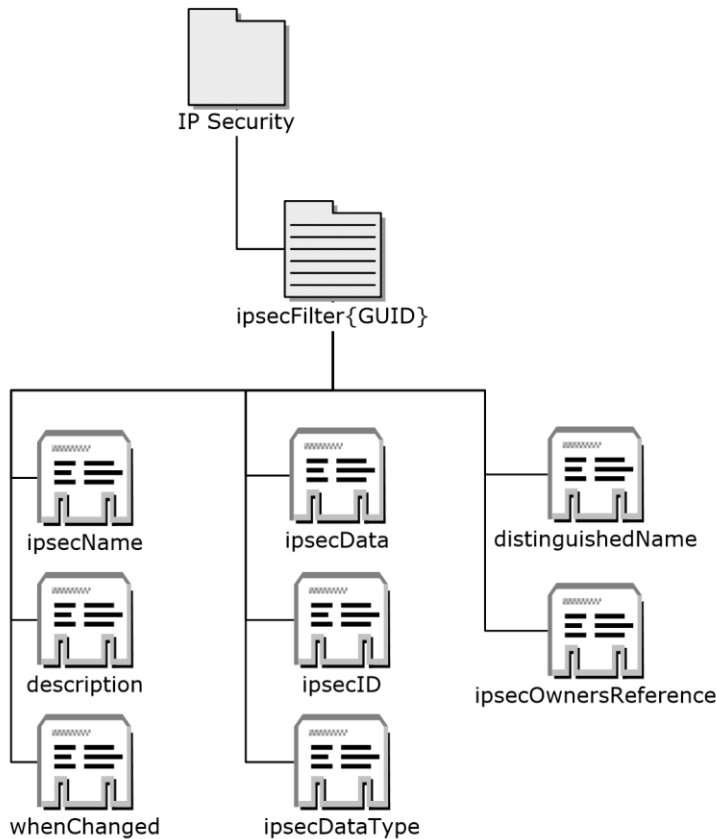 IP Security
ipsecFilter{GUID}
ipsecName
ipsecData
distinguishedName
description
ipsecID
ipsecOwnersReference
whenChanged
ipsecDataType